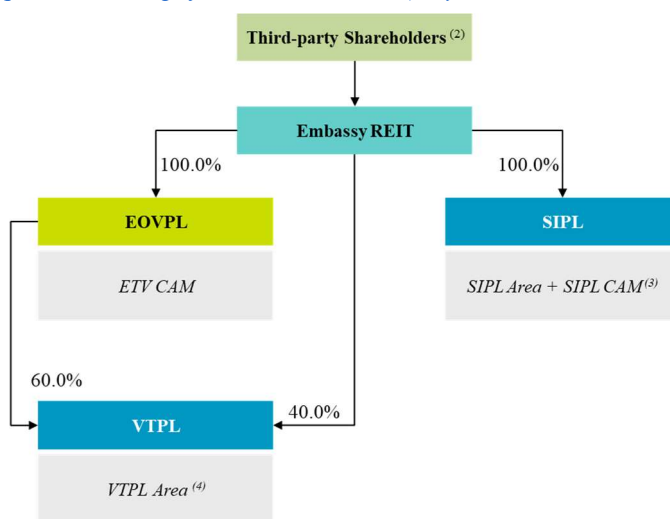 Third-party Shareholders (2)
Embassy REIT
100.0%
100.0%
EOVPL
SIPL
ETV CAM
SIPL Area + SIPL CAM(3)
60.0%
40.0%
VTPL
VTPL Area (4)